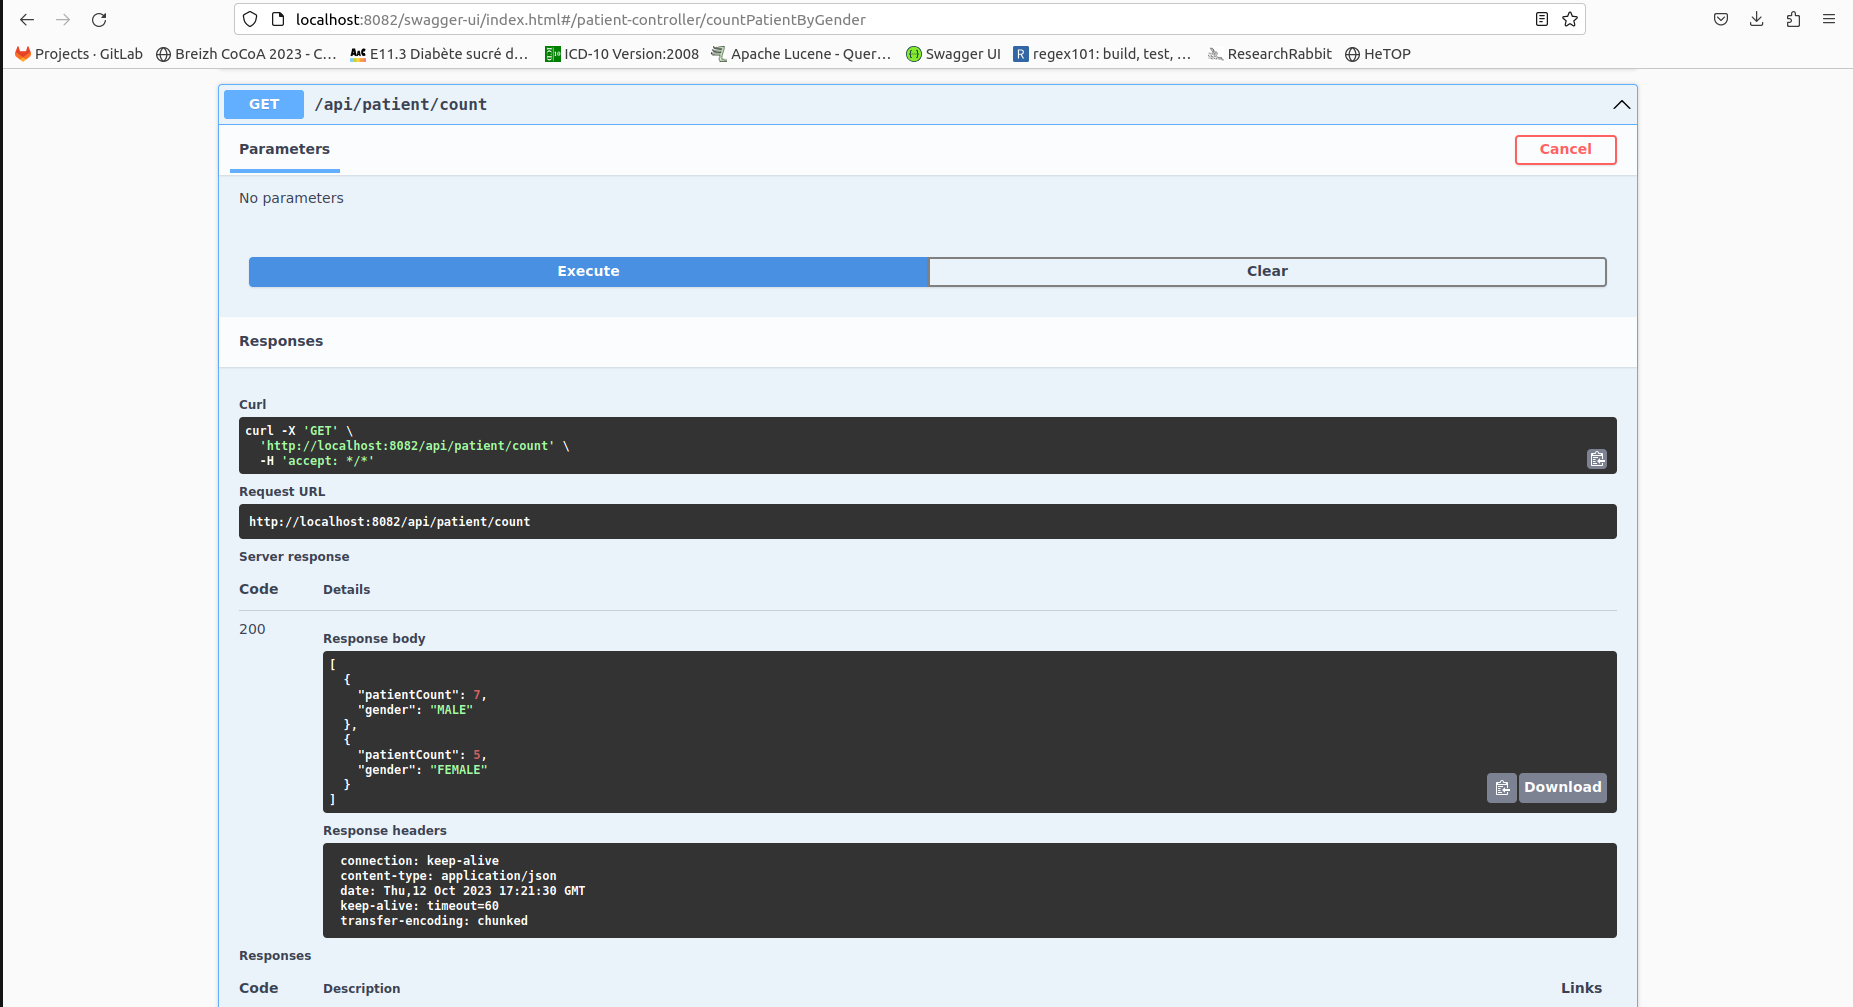 localhost:8082/swagger-ui/index.html#/patient-controller/countPatientByGender
Projects · GitLab Breizh CoCoA 2023 - C… AaC E11.3 Diabète sucré d… ICD-10 Version:2008 Apache Lucene - Quer… Swagger UI R regex101: build, test, … ResearchRabbit HeTOP
GET /api/patient/count
Parameters Cancel
No parameters
Execute Clear
Responses
Curl
curl -X 'GET' \
'http://localhost:8082/api/patient/count' \
-H 'accept: */*'
Request URL
http://localhost:8082/api/patient/count
Server response
Code Details
200
Response body
[
{
"patientCount": 7,
"gender": "MALE"
},
{
"patientCount": 5,
"gender": "FEMALE"
}
]
Download
Response headers
connection: keep-alive
content-type: application/json
date: Thu,12 Oct 2023 17:21:30 GMT
keep-alive: timeout=60
transfer-encoding: chunked
Responses
Code Description Links